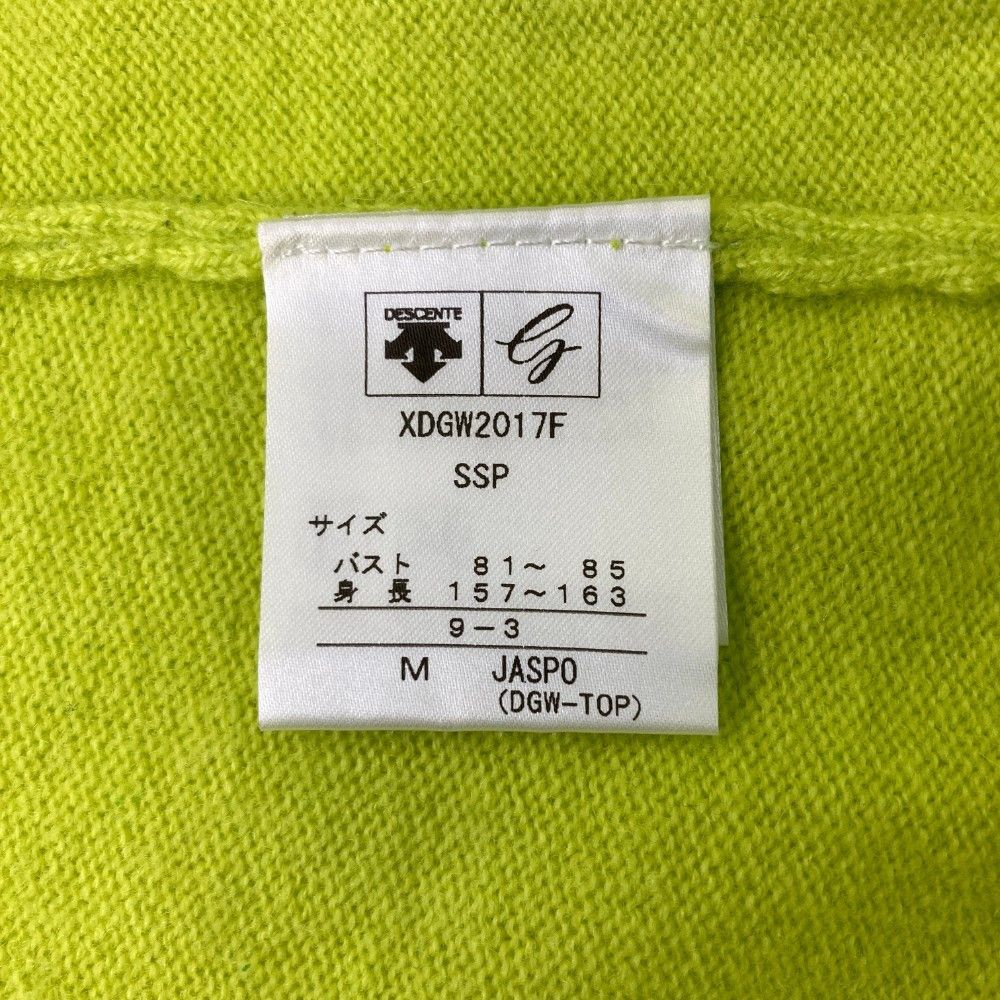 DESCENTE
G
XDGW2017F
SSP
サイズ
バスト 81～ 85
身 長 157～163
9－3
M JASPO
(DGW-TOP)